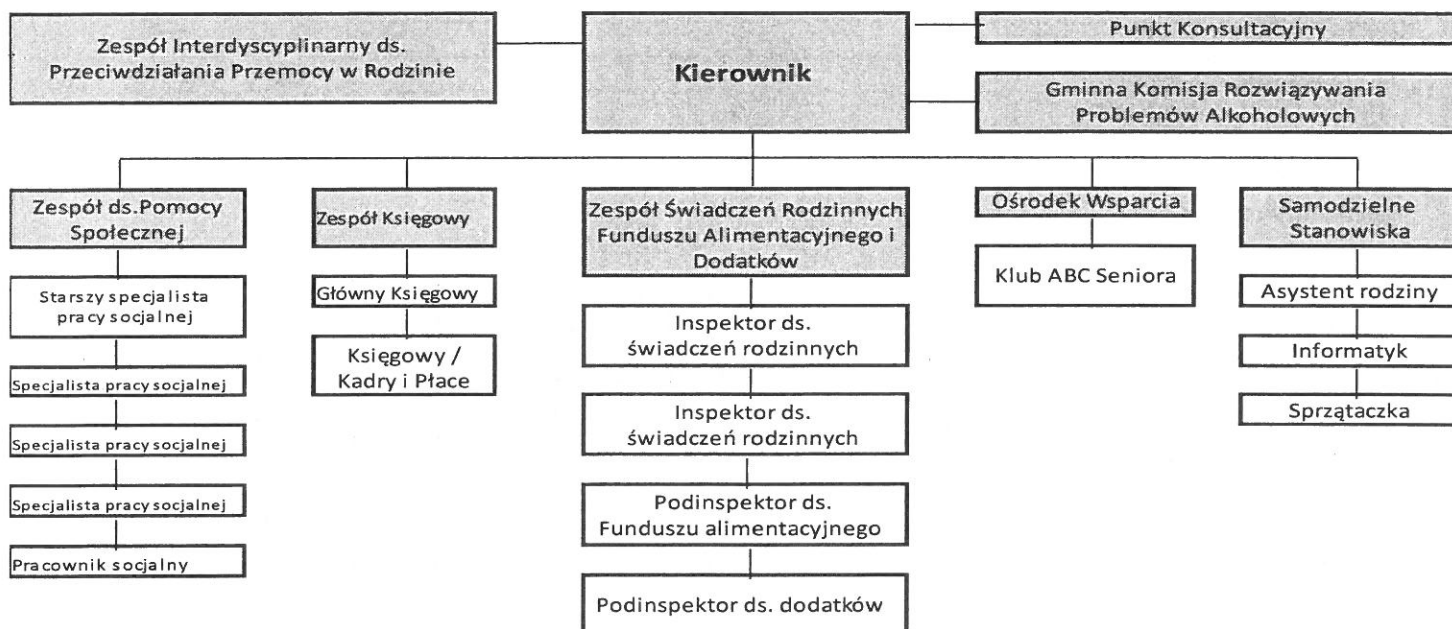 Zespół Interdyscyplinarny ds.
Przeciwdziałania Przemocy w Rodzinie
Kierownik
Punkt Konsultacyjny
Gminna Komisja Rozwiązywania
Problemów Alkoholowych
Zespół ds.Pomocy
Społecznej
Starszy specjalista
pracy socjalnej
Specjalista pracy socjalnej
Specjalista pracy socjalnej
Specjalista pracy socjalnej
Pracownik socjalny
Zespół Księgowy
Główny Księgowy
Księgowy /
Kadry i Płace
Zespół Świadczeń Rodzinnych
Funduszu Alimentacyjnego i
Dodatków
Inspektor ds.
świadczeń rodzinnych
Inspektor ds.
świadczeń rodzinnych
Podinspektor ds.
Funduszu alimentacyjnego
Podinspektor ds. dodatków
Ośrodek Wsparcia
Klub ABC Seniora
Samodzielne
Stanowiska
Asystent rodziny
Informatyk
Sprzątaczka